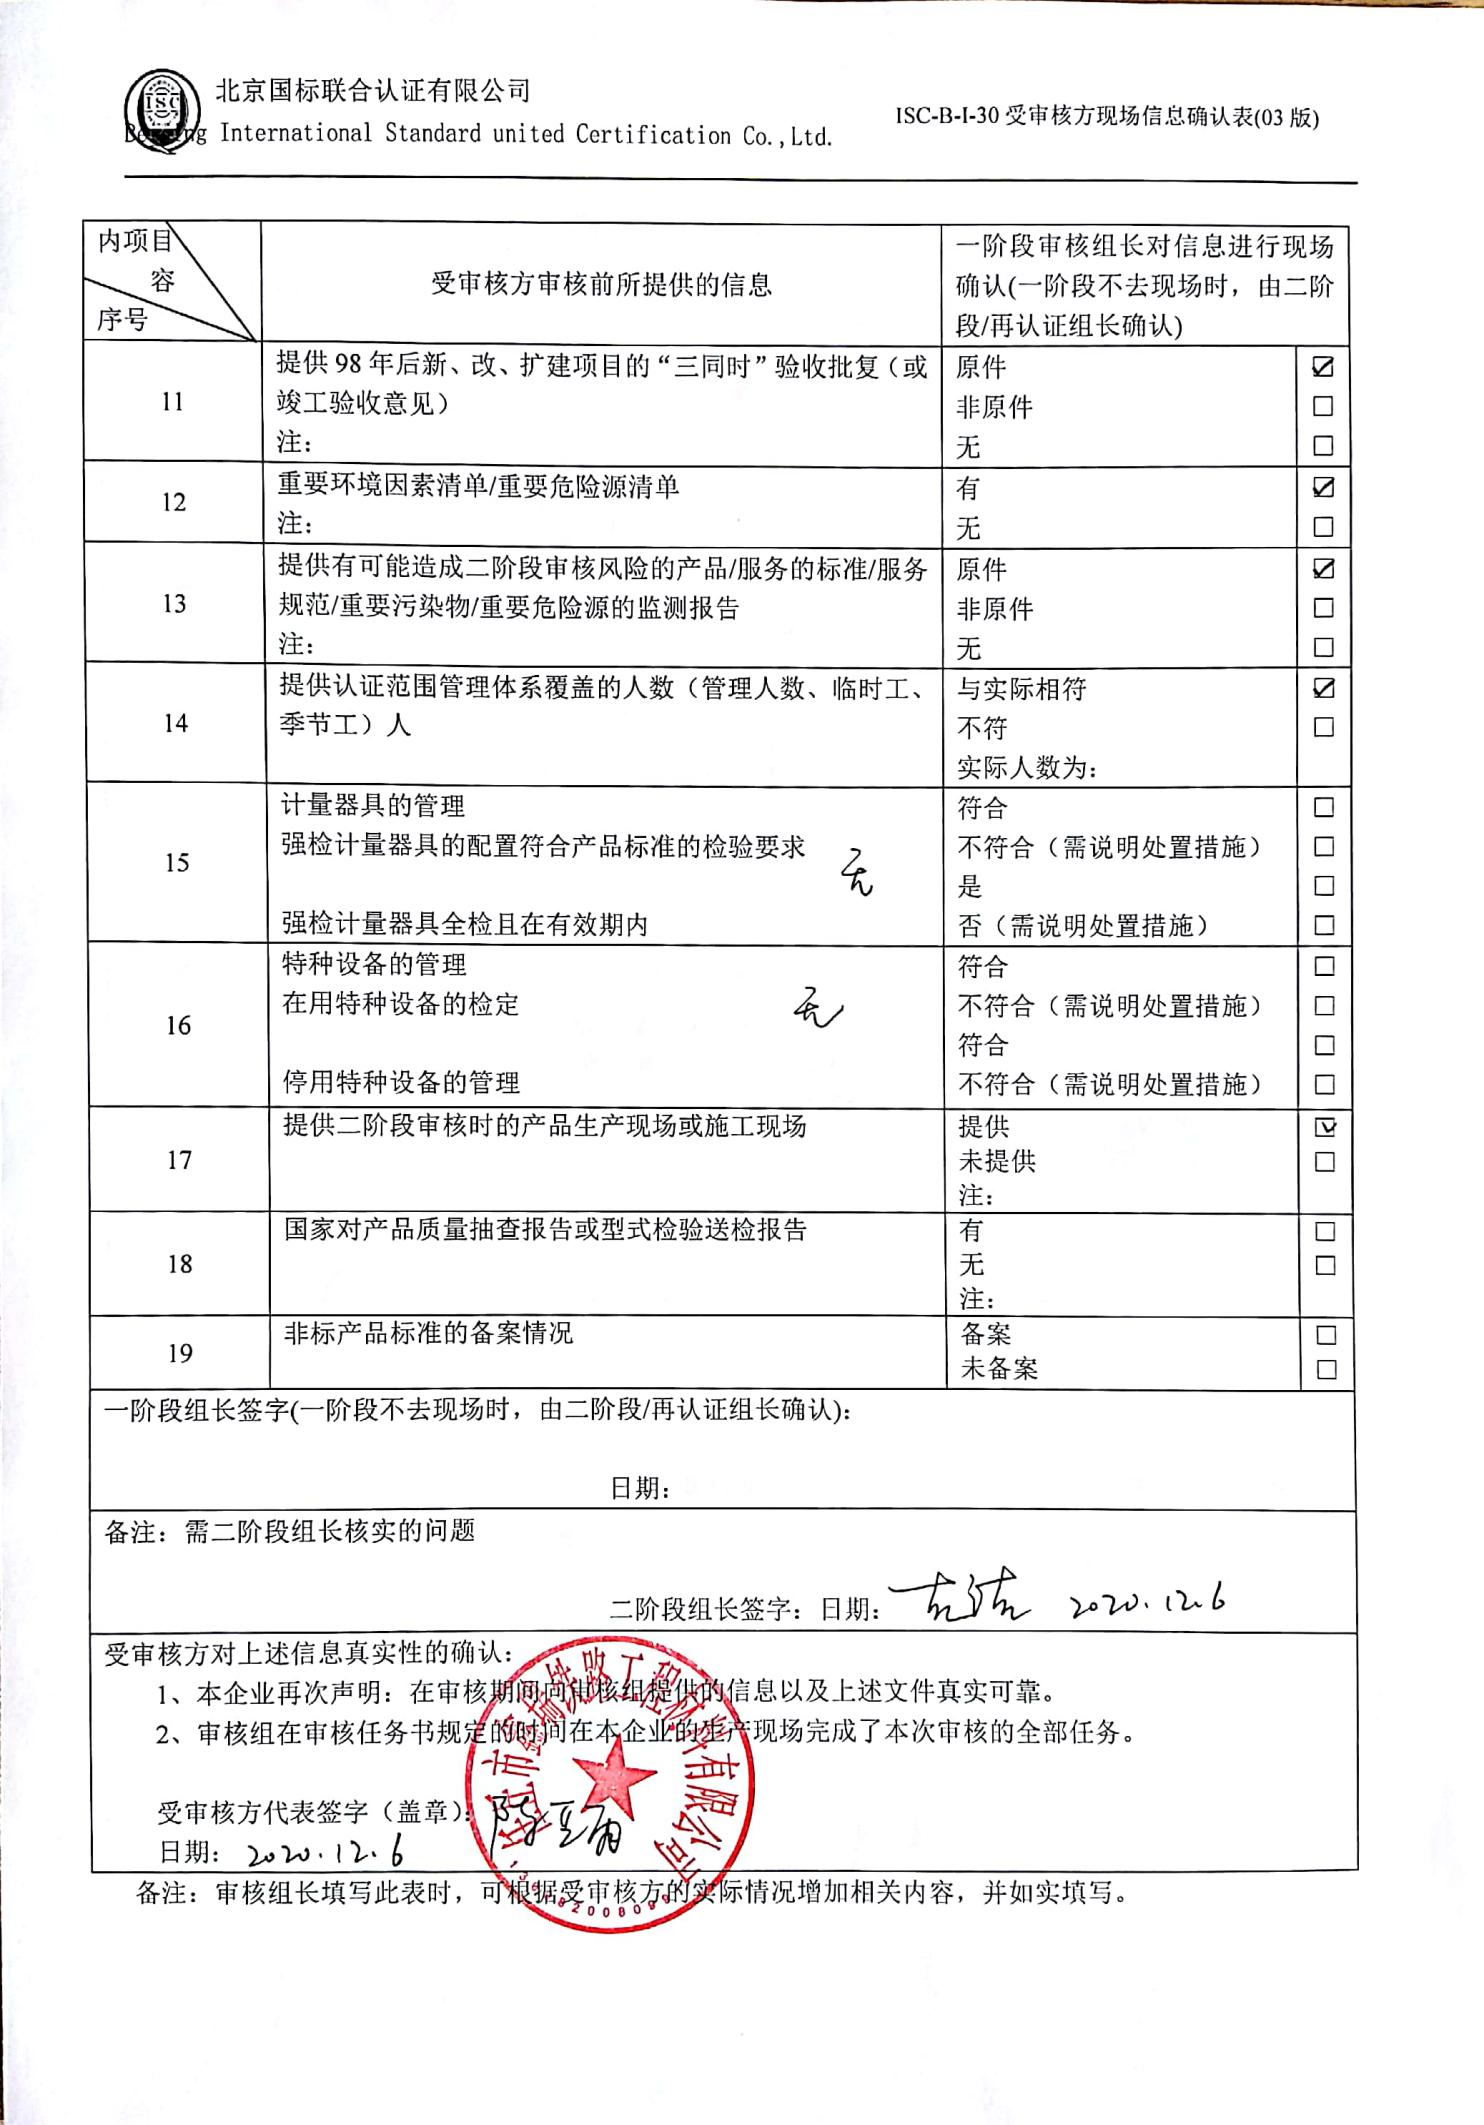 北京国标联合认证有限公司
Beijing International Standard united Certification Co.,Ltd.
ISC-B-I-30 受审核方现场信息确认表(03 版)
ISC
内项目
容
序号
受审核方审核前所提供的信息
一阶段审核组长对信息进行现场
确认(一阶段不去现场时，由二阶
段/再认证组长确认)
11
提供 98 年后新、改、扩建项目的“三同时”验收批复（或
竣工验收意见）
注：
原件 ☑
非原件 □
无 □
12
重要环境因素清单/重要危险源清单
注：
有 ☑
无 □
13
提供有可能造成二阶段审核风险的产品/服务的标准/服务
规范/重要污染物/重要危险源的监测报告
注：
原件 ☑
非原件 □
无 □
14
提供认证范围管理体系覆盖的人数（管理人数、临时工、
季节工）人
与实际相符 ☑
不符 □
实际人数为：
15
计量器具的管理
强检计量器具的配置符合产品标准的检验要求
无
强检计量器具全检且在有效期内
符合 □
不符合（需说明处置措施） □
是 □
否（需说明处置措施） □
16
特种设备的管理
在用特种设备的检定 无
停用特种设备的管理
符合 □
不符合（需说明处置措施） □
符合 □
不符合（需说明处置措施） □
17
提供二阶段审核时的产品生产现场或施工现场
提供 ☑
未提供 □
注：
18
国家对产品质量抽查报告或型式检验送检报告
有 □
无 □
注：
19
非标产品标准的备案情况
备案 □
未备案 □
一阶段组长签字(一阶段不去现场时，由二阶段/再认证组长确认)：
日期：
备注：需二阶段组长核实的问题
二阶段组长签字：日期： 2020.12.6
受审核方对上述信息真实性的确认：
1、本企业再次声明：在审核期间向审核组提供的信息以及上述文件真实可靠。
2、审核组在审核任务书规定的时间在本企业的生产现场完成了本次审核的全部任务。
受审核方代表签字（盖章）：
日期：2020.12.6
市鑫瑞铁路工程材料有限公司
备注：审核组长填写此表时，可根据受审核方的实际情况增加相关内容，并如实填写。